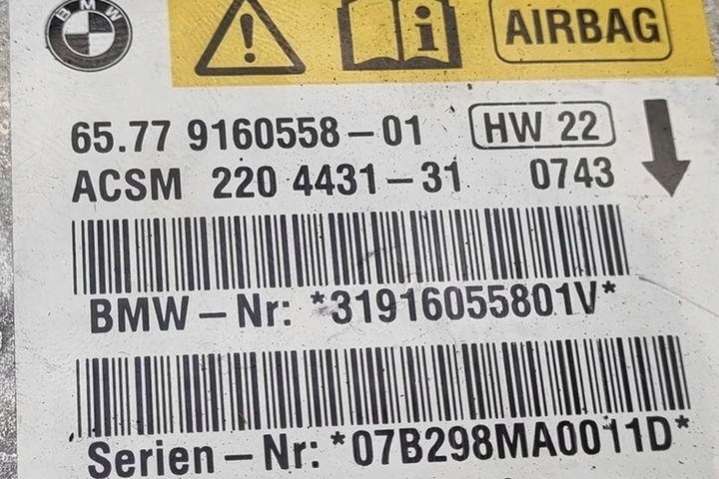 BMW
AIRBAG
65.77 9160558-01 HW 22
ACSM 220 4431-31 0743
BMW-Nr: *31916055801V*
Serien-Nr: *07B298MA0011D*